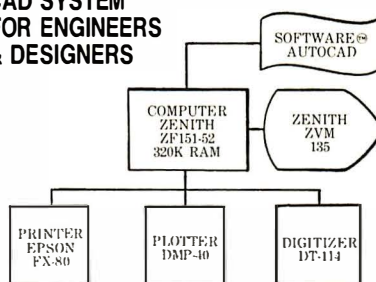 CAD SYSTEM
FOR ENGINEERS
& DESIGNERS
SOFTWARE™
AUTOCAD
COMPUTER
ZENITH
ZF151-52
320K RAM
ZENITH
ZVM
135
PRINTER
EPSON
FX-80
PLOTTER
DMP-40
DIGITIZER
DT-114